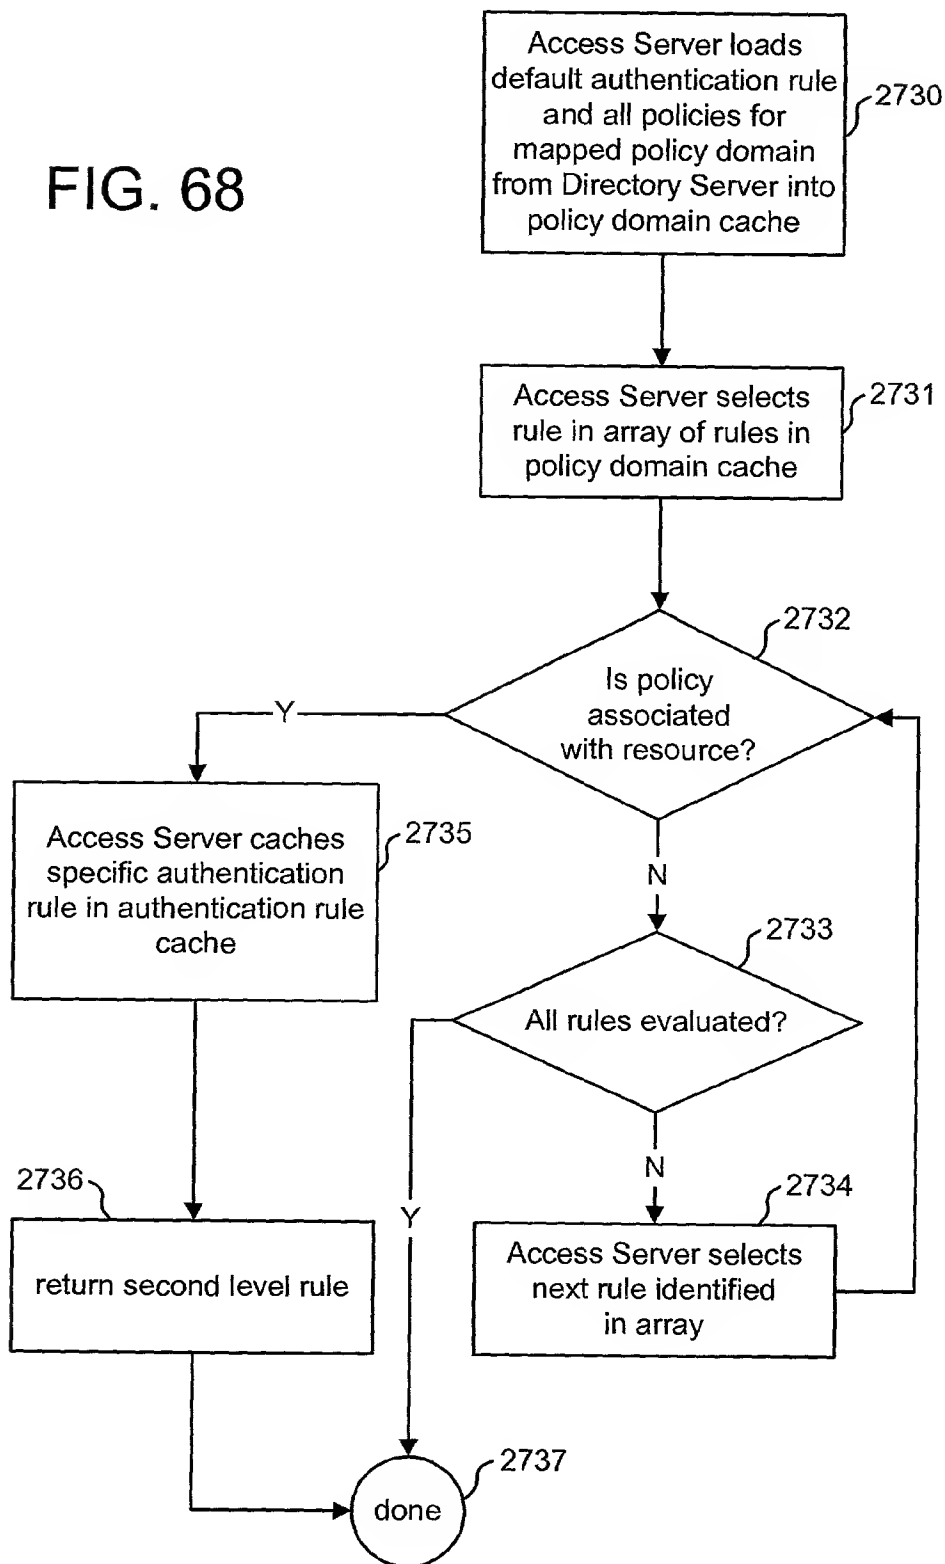 FIG. 68
Access Server loads
default authentication rule
and all policies for
mapped policy domain
from Directory Server into
policy domain cache
2730
Access Server selects
rule in array of rules in
policy domain cache
2731
2732
Is policy
associated
with resource?
Y
N
Access Server caches
specific authentication
rule in authentication rule
cache
2735
2733
All rules evaluated?
Y
N
2736
return second level rule
2734
Access Server selects
next rule identified
in array
2737
done